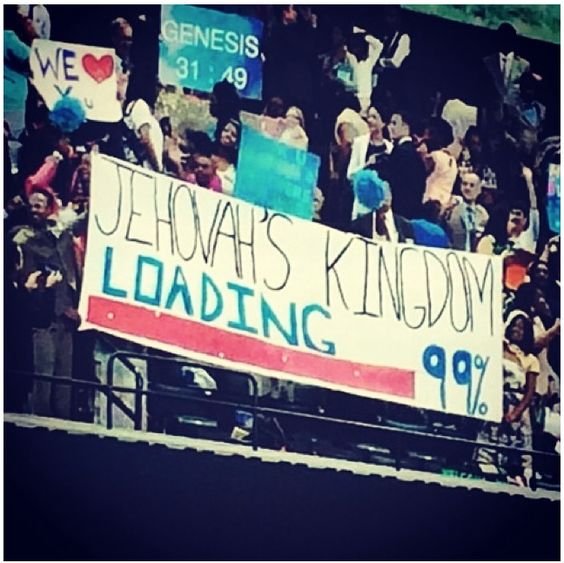 WE ❤
GENESIS
31:49
JEHOVAH'S KINGDOM
LOADING
99%